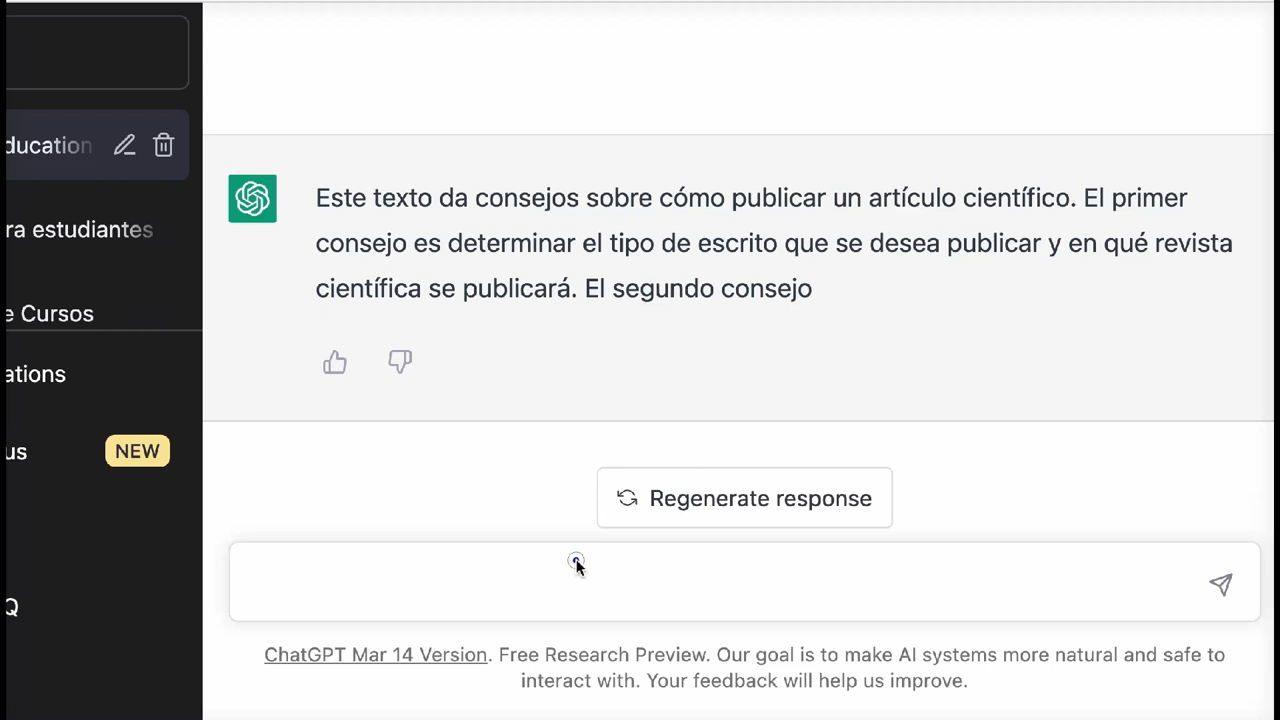 ducation
ra estudiantes
e Cursos
ations
us
NEW
Q
Este texto da consejos sobre cómo publicar un artículo científico. El primer
consejo es determinar el tipo de escrito que se desea publicar y en qué revista
científica se publicará. El segundo consejo
Regenerate response
ChatGPT Mar 14 Version. Free Research Preview. Our goal is to make AI systems more natural and safe to
interact with. Your feedback will help us improve.